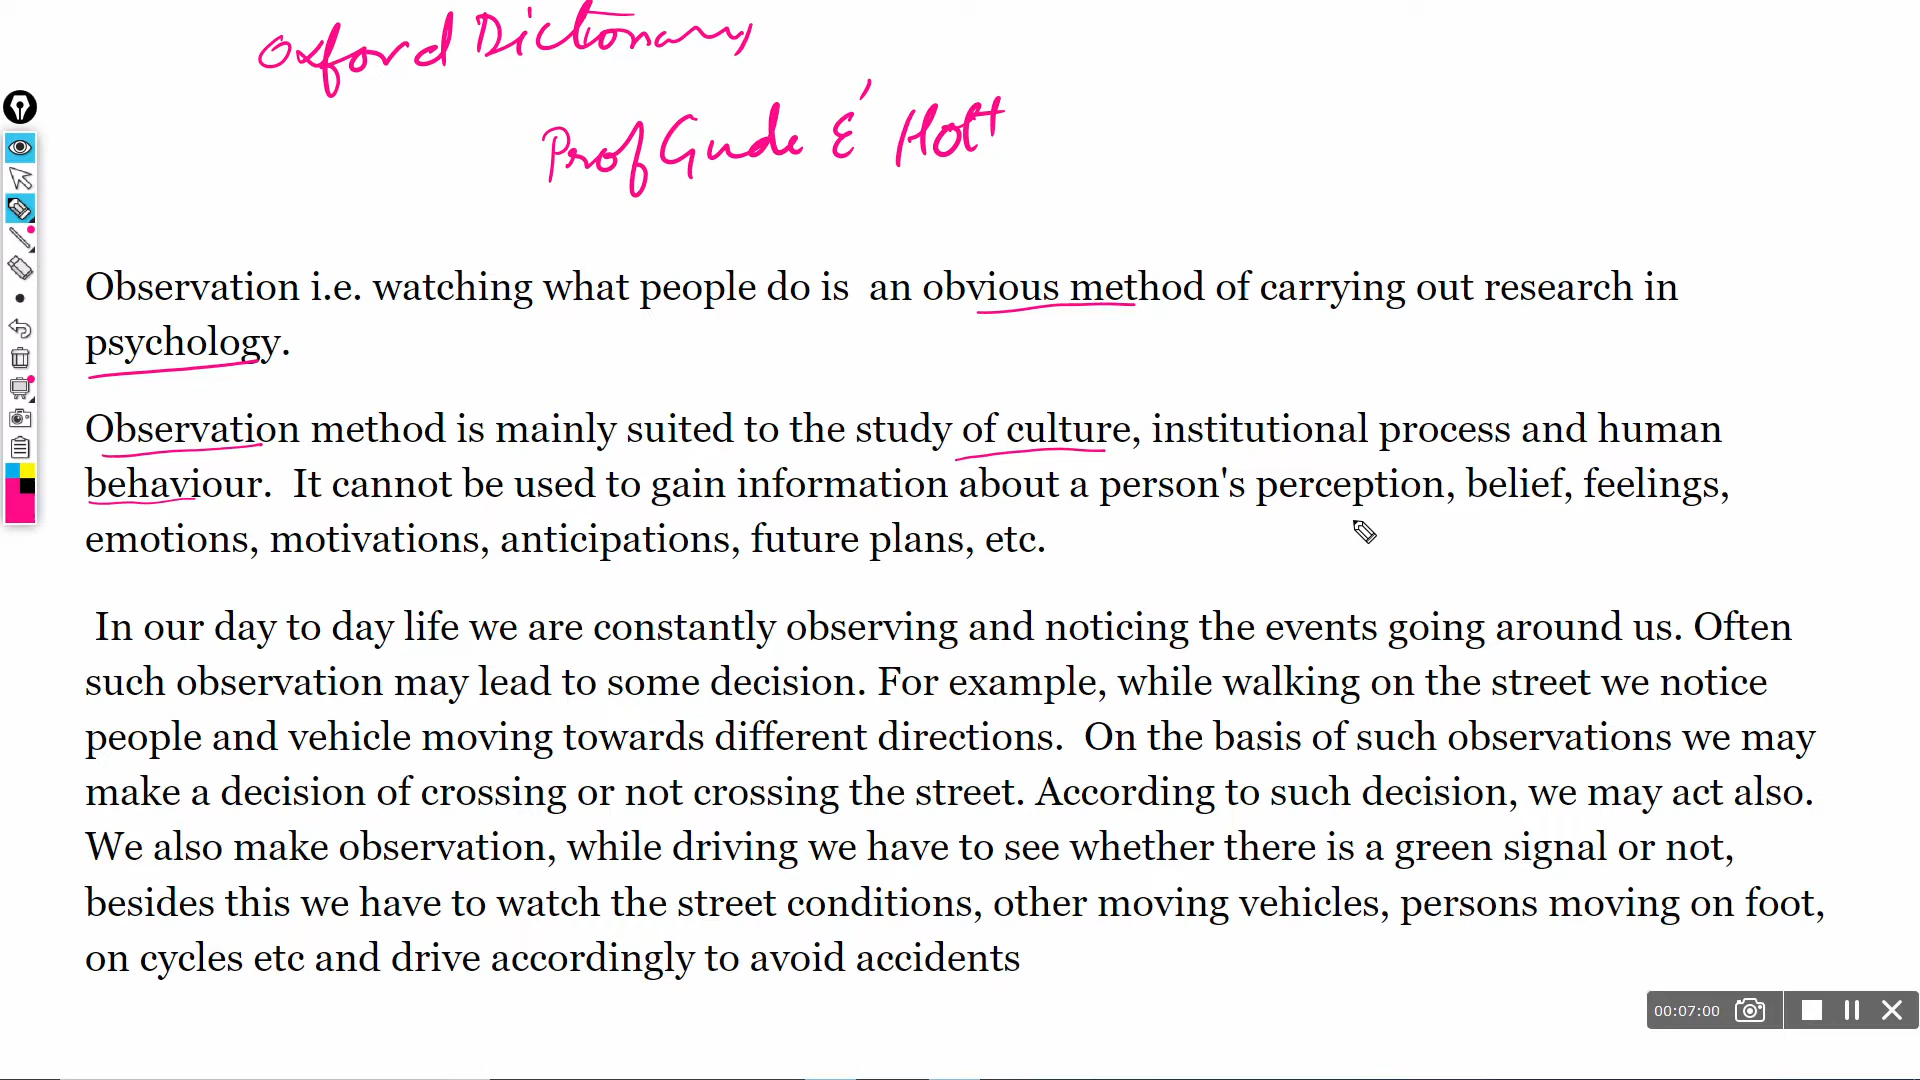 Oxford Dictionary
Prof Gude & Hott
Observation i.e. watching what people do is an obvious method of carrying out research in
psychology.
Observation method is mainly suited to the study of culture, institutional process and human
behaviour. It cannot be used to gain information about a person's perception, belief, feelings,
emotions, motivations, anticipations, future plans, etc.
In our day to day life we are constantly observing and noticing the events going around us. Often
such observation may lead to some decision. For example, while walking on the street we notice
people and vehicle moving towards different directions. On the basis of such observations we may
make a decision of crossing or not crossing the street. According to such decision, we may act also.
We also make observation, while driving we have to see whether there is a green signal or not,
besides this we have to watch the street conditions, other moving vehicles, persons moving on foot,
on cycles etc and drive accordingly to avoid accidents
00:07:00